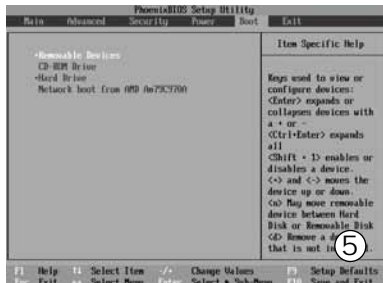 PhoenixBIOS Setup Utility
Main Advanced Security Power Boot Exit
-Removable Devices
CD-ROM Drive
-Hard Drive
Network boot from AMD Am79C970A
Item Specific Help
Keys used to view or
configure devices:
<Enter> expands or
collapses devices with
a + or -
<Ctrl+Enter> expands
all
<Shift + 1> enables or
disables a device.
<+> and <-> moves the
device up or down.
<n> May move removable
device between Hard
Disk or Removable Disk
<d> Remove a
that is not
5
F1 Help ↑↓ Select Item -/+ Change Values F9 Setup Defaults
Exit Select Menu Enter Select ▸ Sub-Menu F10 Save and Exit